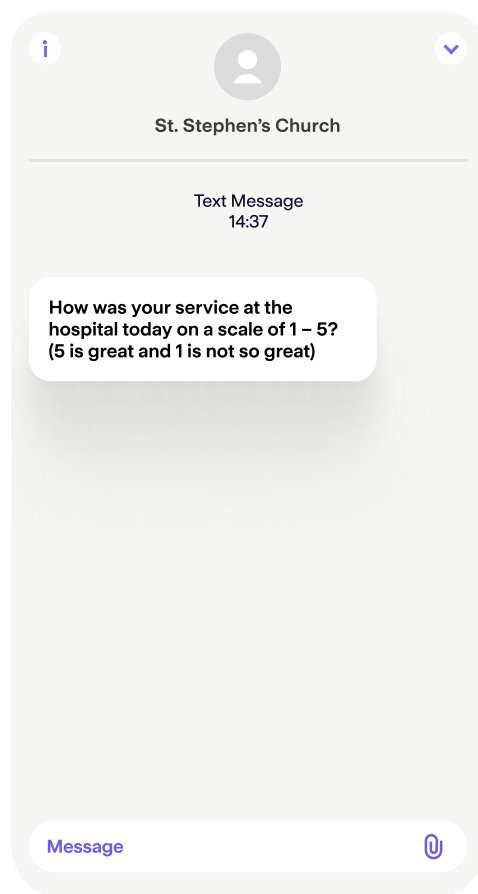 St. Stephen’s Church
Text Message
14:37
How was your service at the
hospital today on a scale of 1 – 5?
(5 is great and 1 is not so great)
Message